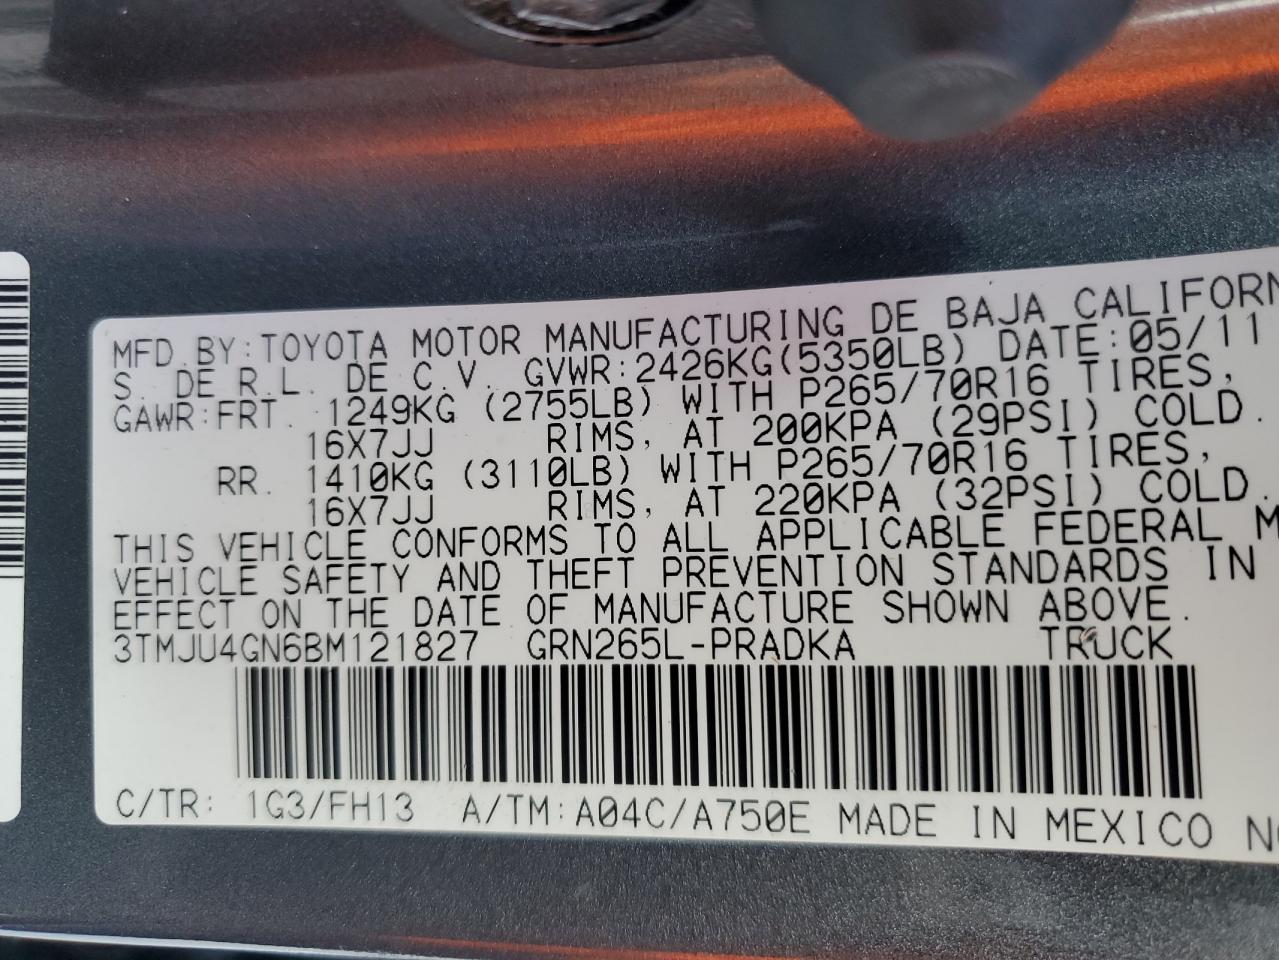 MFD.BY:TOYOTA MOTOR MANUFACTURING DE BAJA CALIFORN
S. DE R.L. DE C.V. GVWR:2426KG(5350LB) DATE:05/11
GAWR:FRT. 1249KG (2755LB) WITH P265/70R16 TIRES,
16X7JJ RIMS, AT 200KPA (29PSI) COLD.
RR. 1410KG (3110LB) WITH P265/70R16 TIRES,
16X7JJ RIMS, AT 220KPA (32PSI) COLD.
THIS VEHICLE CONFORMS TO ALL APPLICABLE FEDERAL M
VEHICLE SAFETY AND THEFT PREVENTION STANDARDS IN
EFFECT ON THE DATE OF MANUFACTURE SHOWN ABOVE.
3TMJU4GN6BM121827 GRN265L-PRADKA TRUCK
C/TR: 1G3/FH13 A/TM:A04C/A750E MADE IN MEXICO